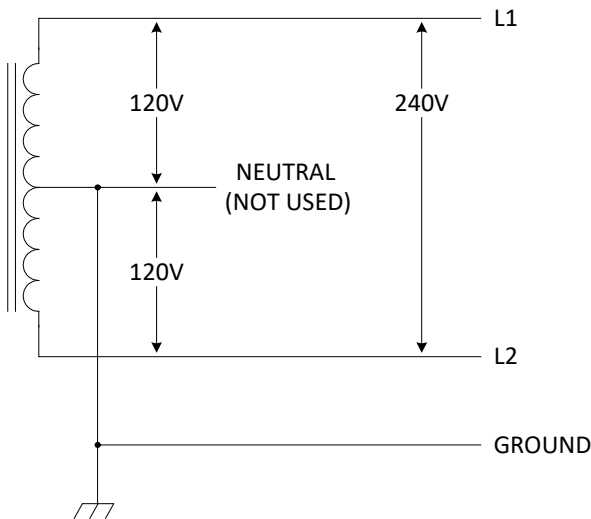 L1
120V
240V
NEUTRAL
(NOT USED)
120V
L2
GROUND